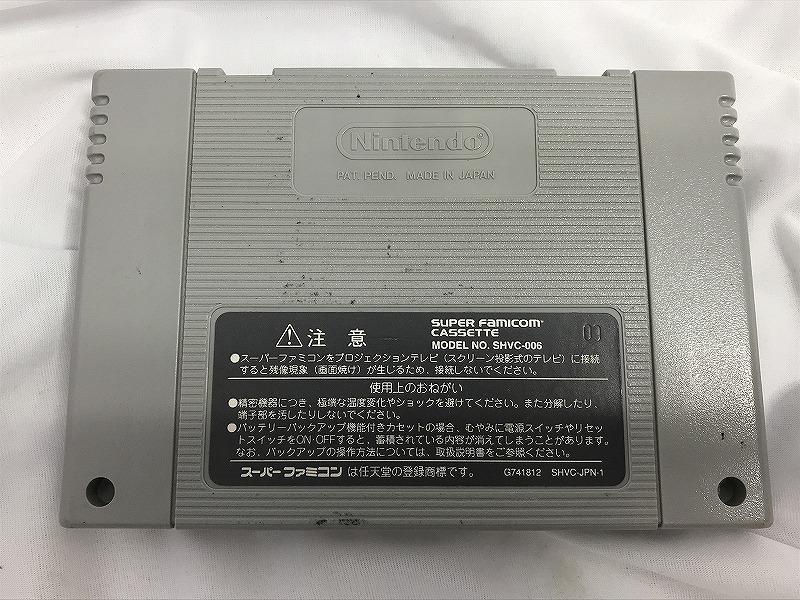 Nintendo®
PAT. PEND. MADE IN JAPAN
⚠注 意
SUPER FAMICOM
CASSETTE
MODEL NO. SHVC-006
●スーパーファミコンをプロジェクションテレビ(スクリーン投影式のテレビ)に接続
すると残像現象(画面焼け)が生じるため、接続しないでください。
使用上のおねがい
●精密機器につき、極端な温度変化やショックを避けてください。また分解したり、
端子部を汚したりしないでください。
●バッテリーバックアップ機能付きカセットの場合、むやみに電源スイッチやリセ
ットスイッチをON・OFFすると、蓄積されている内容が消えてしまうことがあります。
なお、バックアップの操作方法については、取扱説明書をご参照ください。
スーパーファミコンは任天堂の登録商標です。
G741812 SHVC-JPN-1